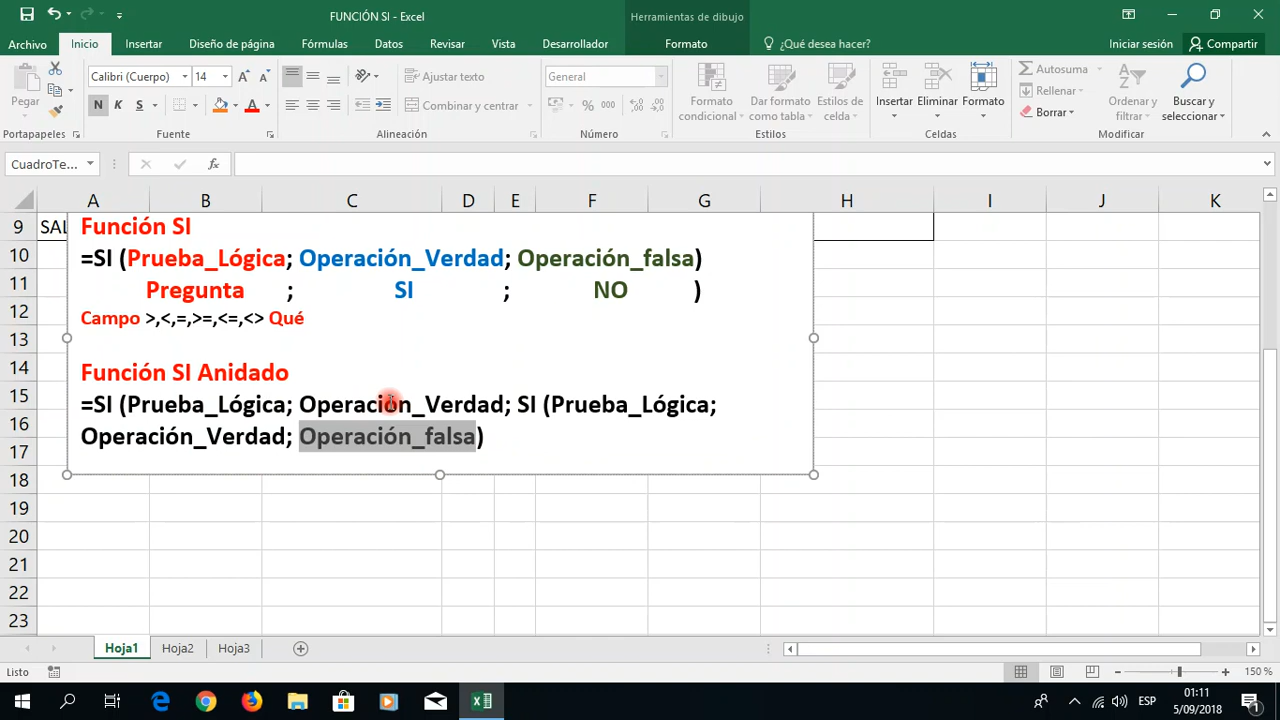 FUNCIÓN SI - Excel
Herramientas de dibujo
Archivo Inicio Insertar Diseño de página Fórmulas Datos Revisar Vista Desarrollador Formato ¿Qué desea hacer? Iniciar sesión Compartir
Pegar
Portapapeles
Calibri (Cuerpo) 14
N K S
Fuente
Ajustar texto
Combinar y centrar
Alineación
General
% 000
Número
Formato condicional
Dar formato como tabla
Estilos de celda
Estilos
Insertar Eliminar Formato
Celdas
Autosuma
Rellenar
Borrar
Ordenar y filtrar
Buscar y seleccionar
Modificar
CuadroTe... fx
A B C D E F G H I J K
9 SAL
Función SI
10 =SI (Prueba_Lógica; Operación_Verdad; Operación_falsa)
11 Pregunta ; SI ; NO )
12 Campo >,<,=,>=,<=,<> Qué
13
14 Función SI Anidado
15 =SI (Prueba_Lógica; Operación_Verdad; SI (Prueba_Lógica;
16 Operación_Verdad; Operación_falsa)
17
18
19
20
21
22
23
Hoja1 Hoja2 Hoja3
Listo 150 %
ESP 01:11
5/09/2018